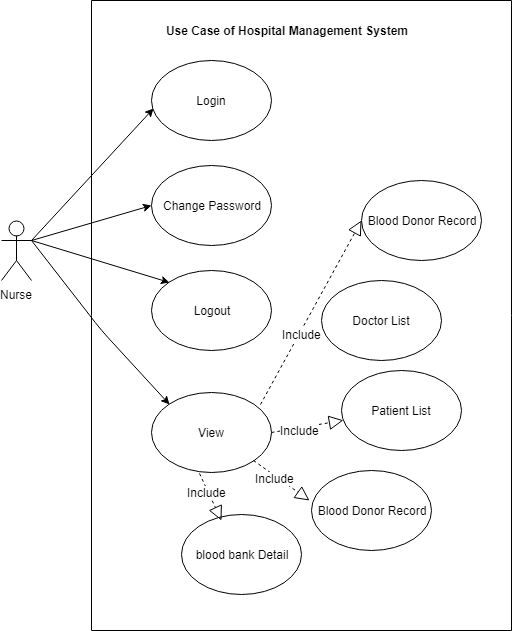 Use Case of Hospital Management System
Login
Change Password
Blood Donor Record
Nurse
Logout
Doctor List
Include
Patient List
View
Include
Include
Include
Blood Donor Record
blood bank Detail